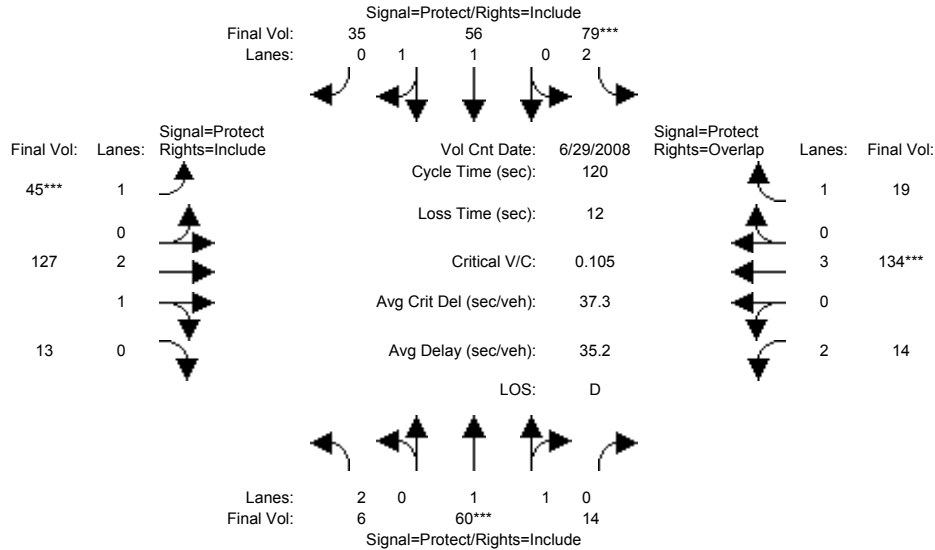 Signal=Protect/Rights=Include
Final Vol: 35 56 79***
Lanes: 0 1 1 0 2
Signal=Protect Signal=Protect
Final Vol: Lanes: Rights=Include Vol Cnt Date: 6/29/2008 Rights=Overlap Lanes: Final Vol:
Cycle Time (sec): 120
45*** 1 1 19
Loss Time (sec): 12
0 0
127 2 Critical V/C: 0.105 3 134***
1 Avg Crit Del (sec/veh): 37.3 0
13 0 Avg Delay (sec/veh): 35.2 2 14
LOS: D
Lanes: 2 0 1 1 0
Final Vol: 6 60*** 14
Signal=Protect/Rights=Include